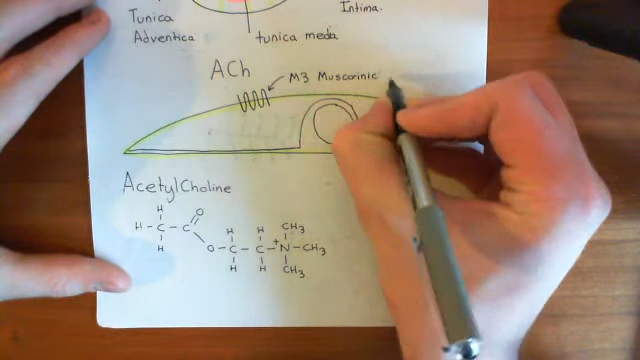 Tunica
Adventica
tunica media
Intima.
ACh
M3 Muscarinic
AcetylCholine
H
O
H - C - C
H
O - C - C - N - CH3
H
H
CH3
+
H
H
CH3